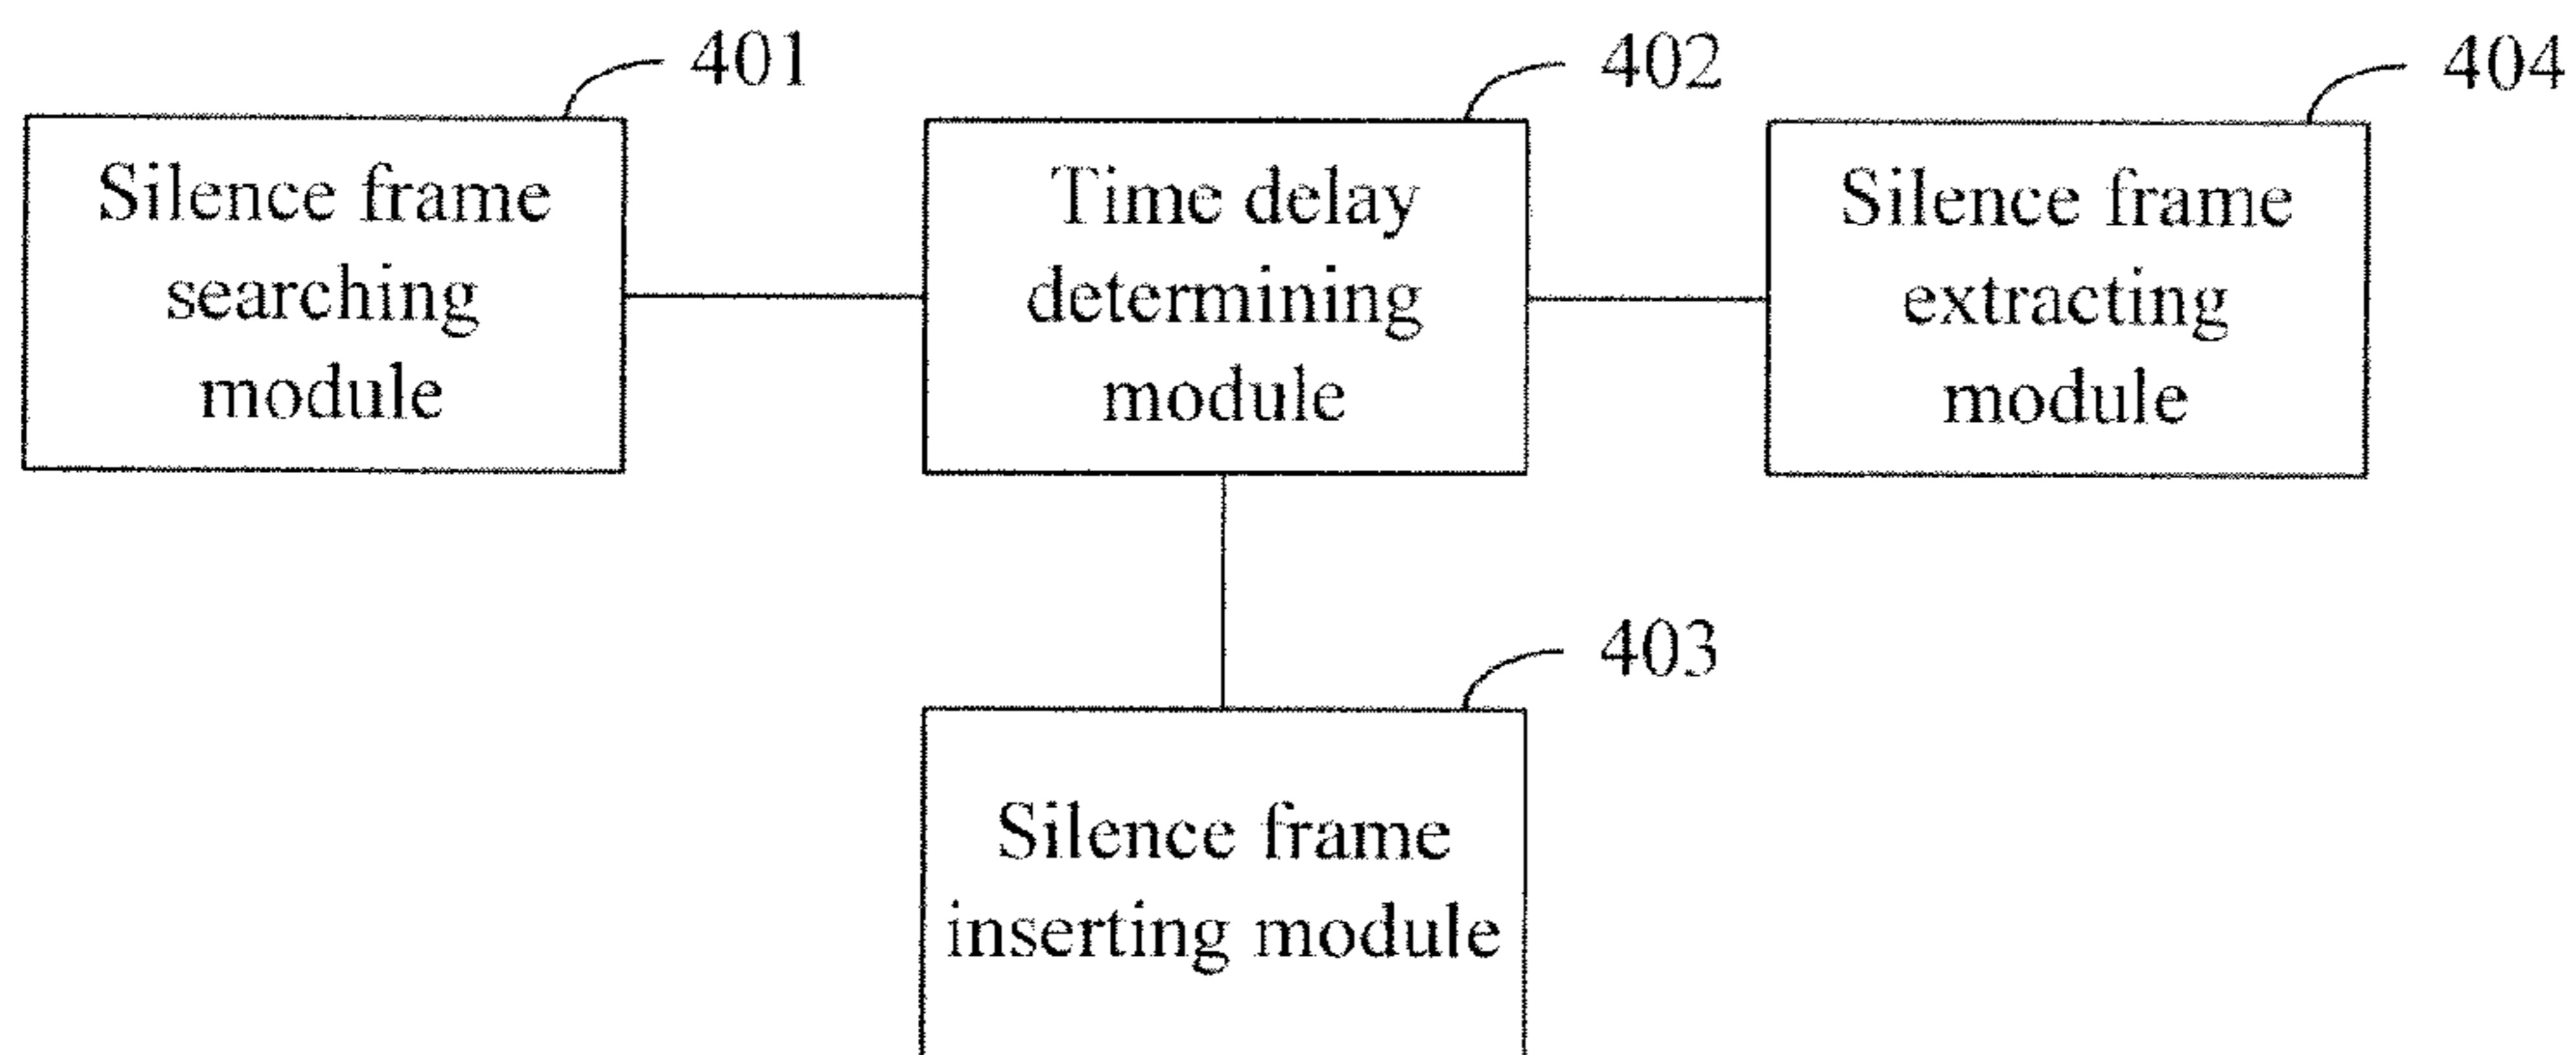 401
Silence frame
searching
module
402
Time delay
determining
module
404
Silence frame
extracting
module
403
Silence frame
inserting module